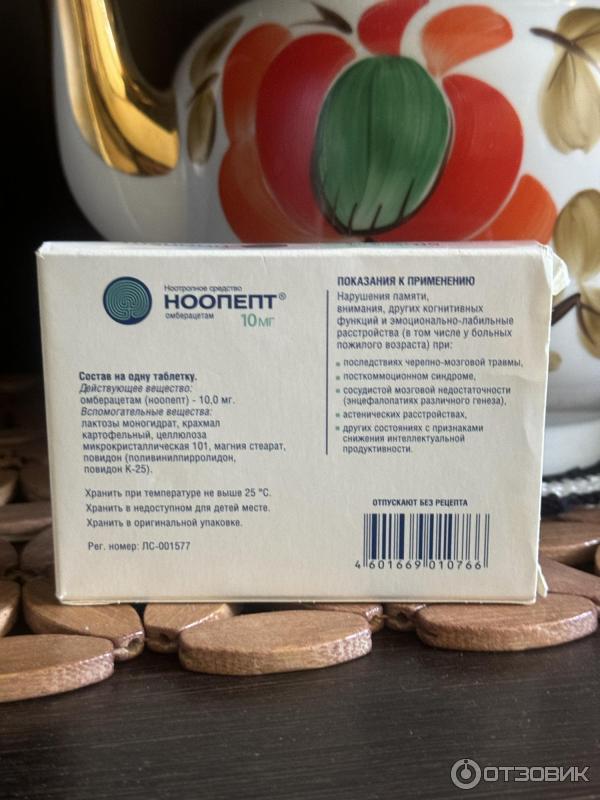 Ноотропное средство
НООПЕПТ®
омберацетам
10 мг
Состав на одну таблетку.
Действующее вещество:
омберацетам (ноопепт) - 10,0 мг.
Вспомогательные вещества:
лактозы моногидрат, крахмал
картофельный, целлюлоза
микрокристаллическая 101, магния стеарат,
повидон (поливинилпирролидон,
повидон К-25).
Хранить при температуре не выше 25 °С.
Хранить в недоступном для детей месте.
Хранить в оригинальной упаковке.
Рег. номер: ЛС-001577
ПОКАЗАНИЯ К ПРИМЕНЕНИЮ
Нарушения памяти,
внимания, других когнитивных
функций и эмоционально-лабильные
расстройства (в том числе у больных
пожилого возраста) при:
последствиях черепно-мозговой травмы,
посткоммоционном синдроме,
сосудистой мозговой недостаточности
(энцефалопатиях различного генеза),
астенических расстройствах,
других состояниях с признаками
снижения интеллектуальной
продуктивности.
ОТПУСКАЮТ БЕЗ РЕЦЕПТА
4 601669 010766
ОТЗОВИК